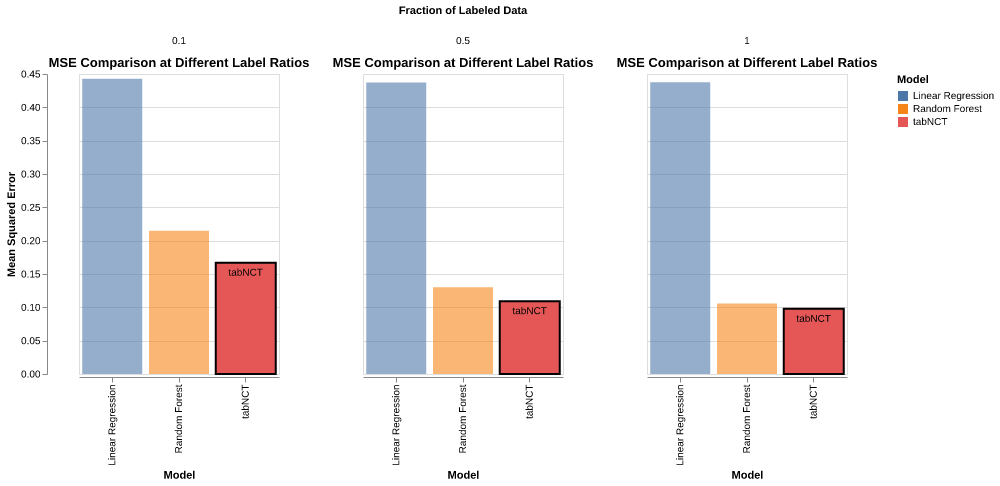 Fraction of Labeled Data
0.1 0.5 1
MSE Comparison at Different Label Ratios MSE Comparison at Different Label Ratios MSE Comparison at Different Label Ratios
Mean Squared Error
0.45
0.40
0.35
0.30
0.25
0.20
0.15
0.10
0.05
0.00
tabNCT
tabNCT
tabNCT
Linear Regression
Random Forest
tabNCT
Linear Regression
Random Forest
tabNCT
Linear Regression
Random Forest
tabNCT
Model Model Model
Model
Linear Regression
Random Forest
tabNCT